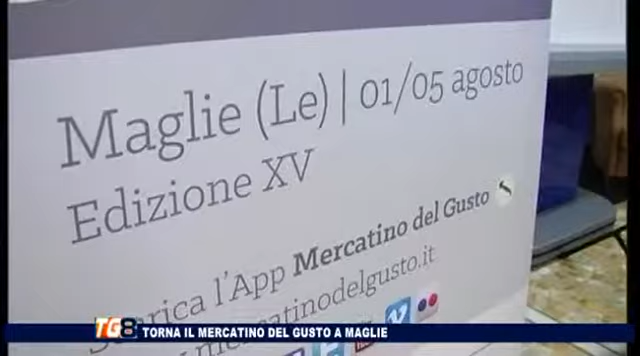 Maglie (Le) | 01/05 agosto
Edizione XV
l'App Mercatino del Gusto
mercatinodelgusto.it
TG8 TORNA IL MERCATINO DEL GUSTO A MAGLIE